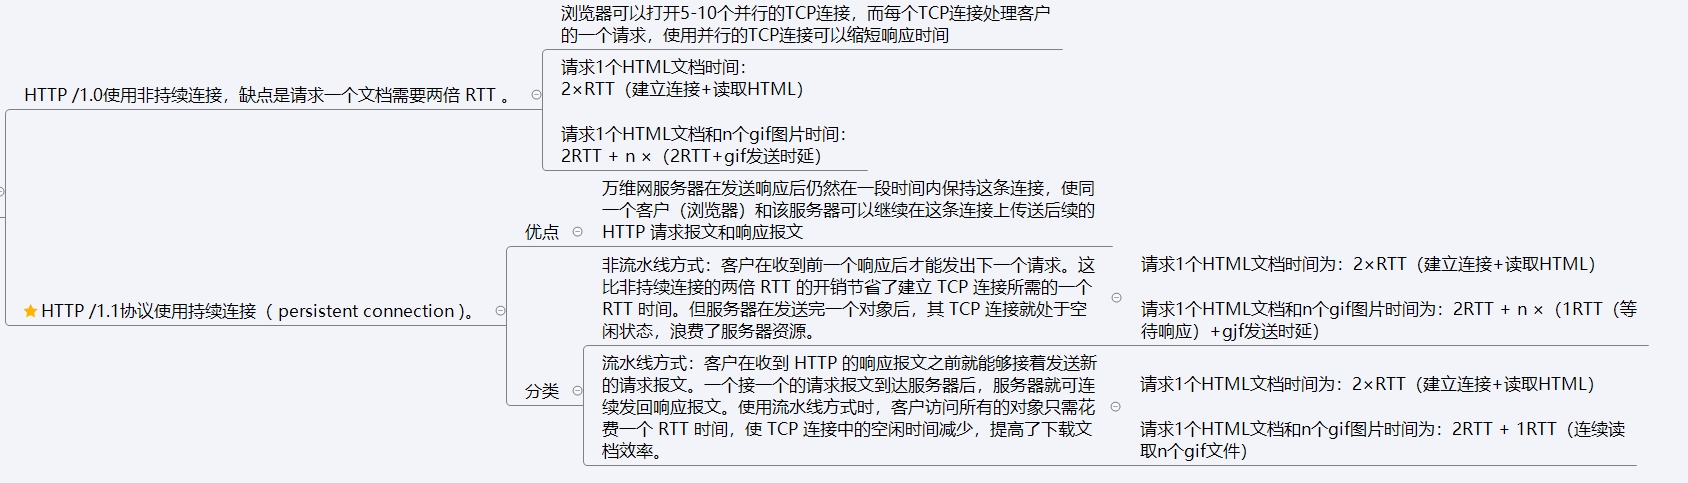 浏览器可以打开5-10个并行的TCP连接，而每个TCP连接处理客户
的一个请求，使用并行的TCP连接可以缩短响应时间
HTTP /1.0使用非持续连接，缺点是请求一个文档需要两倍 RTT 。
请求1个HTML文档时间：
2×RTT（建立连接+读取HTML）
请求1个HTML文档和n个gif图片时间：
2RTT + n ×（2RTT+gif发送时延）
★ HTTP /1.1协议使用持续连接（ persistent connection )。
优点
万维网服务器在发送响应后仍然在一段时间内保持这条连接，使同
一个客户（浏览器）和该服务器可以继续在这条连接上传送后续的
HTTP 请求报文和响应报文
分类
非流水线方式：客户在收到前一个响应后才能发出下一个请求。这
比非持续连接的两倍 RTT 的开销节省了建立 TCP 连接所需的一个
RTT 时间。但服务器在发送完一个对象后，其 TCP 连接就处于空
闲状态，浪费了服务器资源。
请求1个HTML文档时间为：2×RTT（建立连接+读取HTML）
请求1个HTML文档和n个gif图片时间为：2RTT + n ×（1RTT（等
待响应）+gjf发送时延）
流水线方式：客户在收到 HTTP 的响应报文之前就能够接着发送新
的请求报文。一个接一个的请求报文到达服务器后，服务器就可连
续发回响应报文。使用流水线方式时，客户访问所有的对象只需花
费一个 RTT 时间，使 TCP 连接中的空闲时间减少，提高了下载文
档效率。
请求1个HTML文档时间为：2×RTT（建立连接+读取HTML）
请求1个HTML文档和n个gif图片时间为：2RTT + 1RTT（连续读
取n个gif文件）